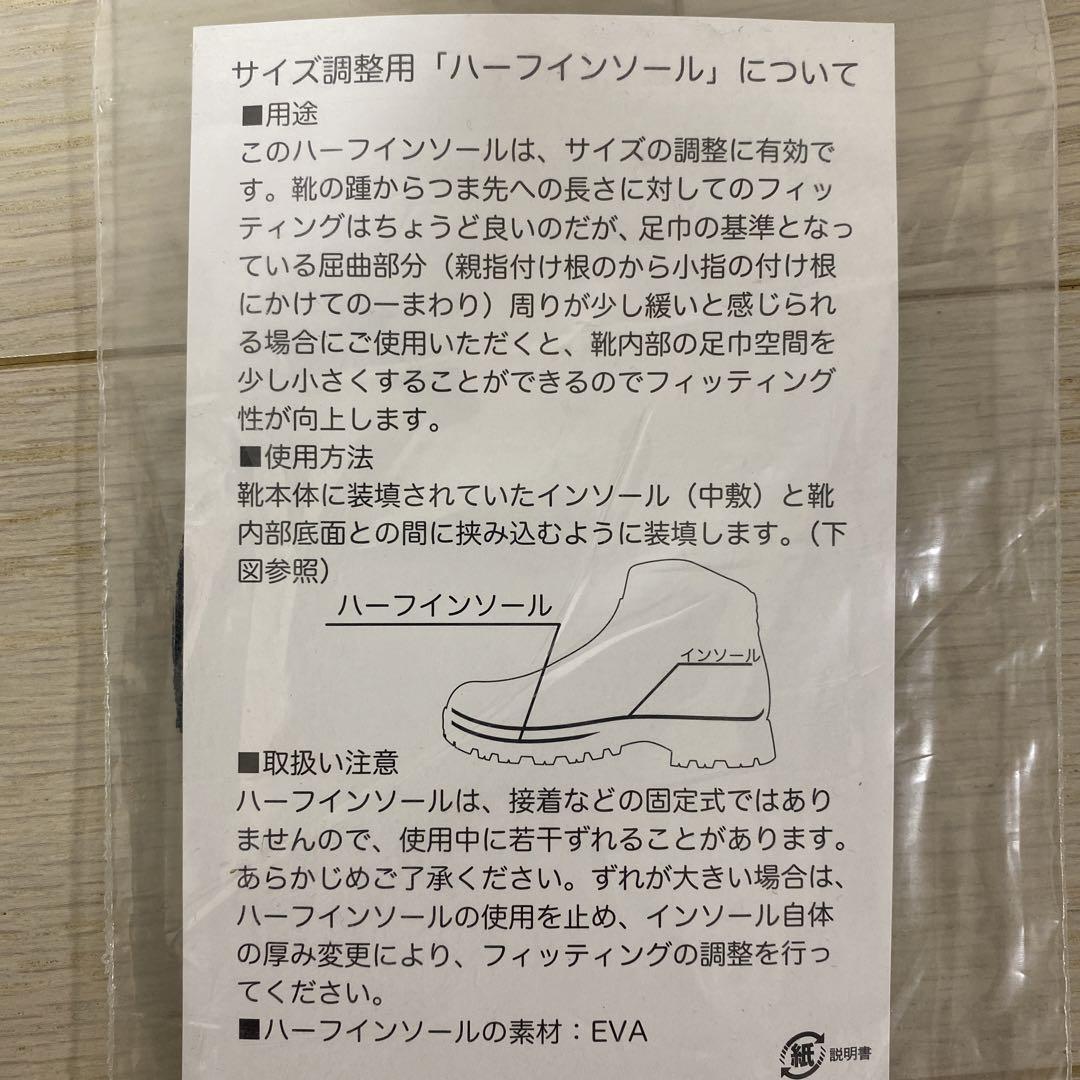 サイズ調整用「ハーフインソール」について
■用途
このハーフインソールは、サイズの調整に有効で
す。靴の踵からつま先への長さに対してのフィッ
ティングはちょうど良いのだが、足巾の基準となっ
ている屈曲部分（親指付け根のから小指の付け根
にかけての一まわり）周りが少し緩いと感じられ
る場合にご使用いただくと、靴内部の足巾空間を
少し小さくすることができるのでフィッティング
性が向上します。
■使用方法
靴本体に装填されていたインソール（中敷）と靴
内部底面との間に挟み込むように装填します。（下
図参照）
ハーフインソール
インソール
■取扱い注意
ハーフインソールは、接着などの固定式ではあり
ませんので、使用中に若干ずれることがあります。
あらかじめご了承ください。ずれが大きい場合は、
ハーフインソールの使用を止め、インソール自体
の厚み変更により、フィッティングの調整を行っ
てください。
■ハーフインソールの素材：EVA
紙 説明書